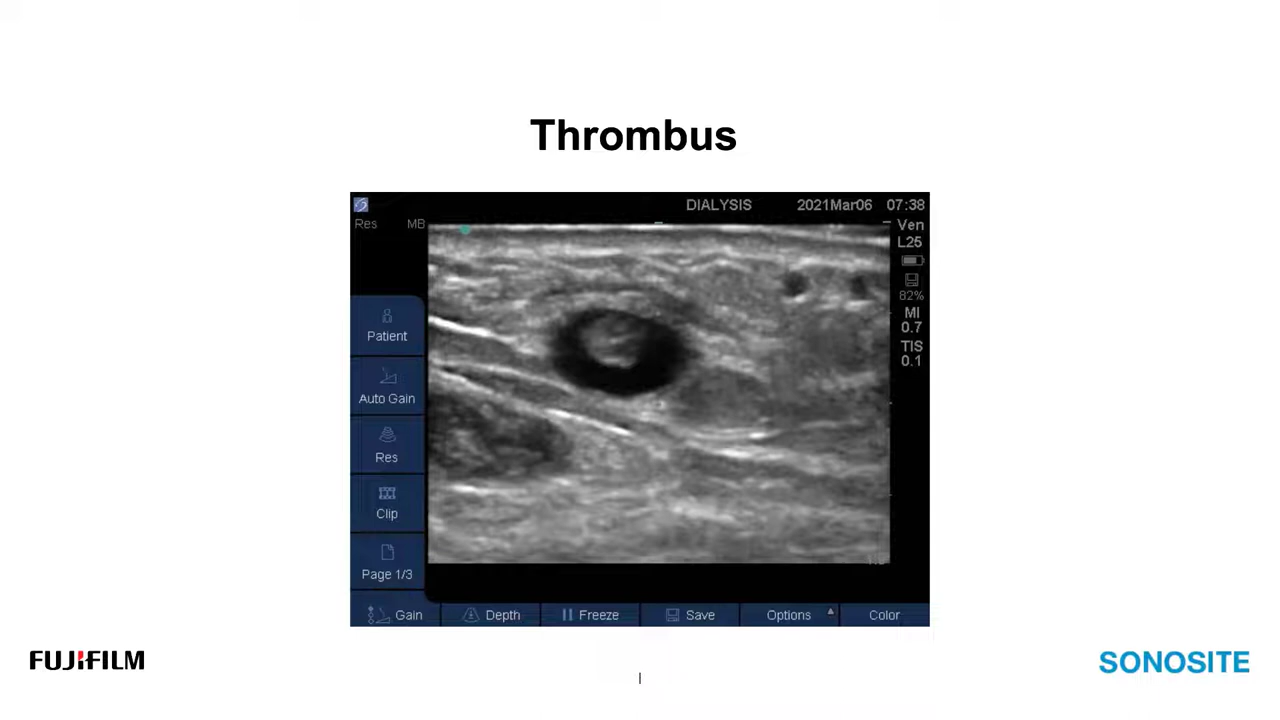 Thrombus
DIALYSIS 2021Mar06 07:38
Res MB
Ven
L25
82%
MI
0.7
TIS
0.1
Patient
Auto Gain
Res
Clip
Page 1/3
Gain Depth Freeze Save Options Color
FUJIFILM
SONOSITE